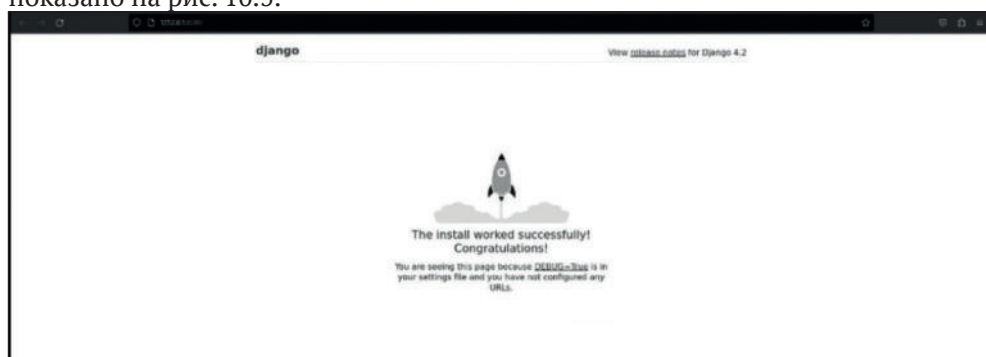 показано на рис. 10.5.
django
View release notes for Django 4.2
The install worked successfully!
Congratulations!
You are seeing this page because DEBUG=True is in
your settings file and you have not configured any
URLs.